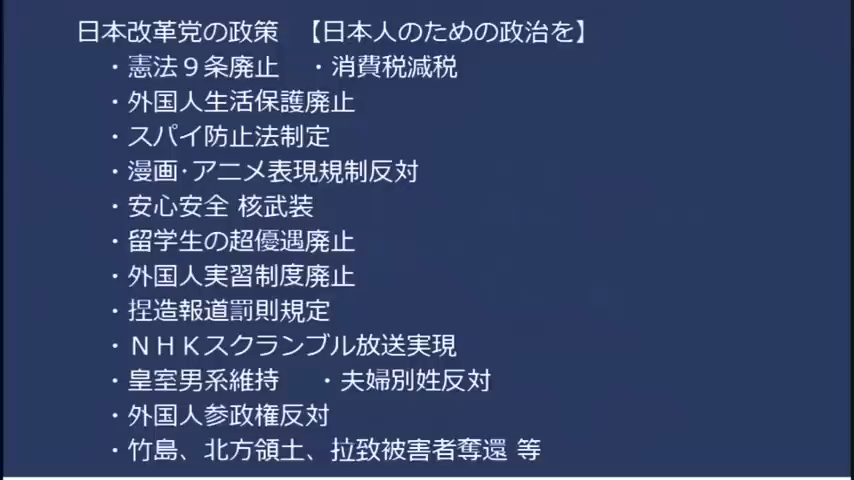 日本改革党の政策 【日本人のための政治を】
・憲法９条廃止 ・消費税減税
・外国人生活保護廃止
・スパイ防止法制定
・漫画･アニメ表現規制反対
・安心安全 核武装
・留学生の超優遇廃止
・外国人実習制度廃止
・捏造報道罰則規定
・ＮＨＫスクランブル放送実現
・皇室男系維持 ・夫婦別姓反対
・外国人参政権反対
・竹島、北方領土、拉致被害者奪還 等